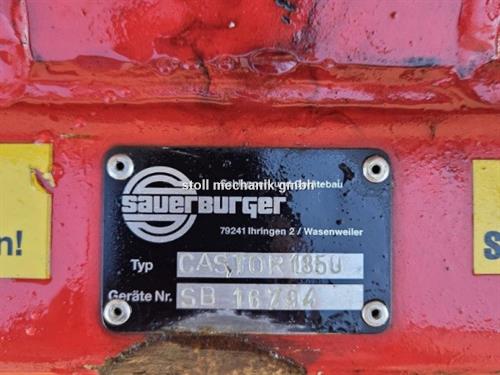 stoll mechanik gmbh
sauerburger
79241 Ihringen 2 / Wasenweiler
Typ CASTOR 1850
Geräte Nr. SB 16794
n!